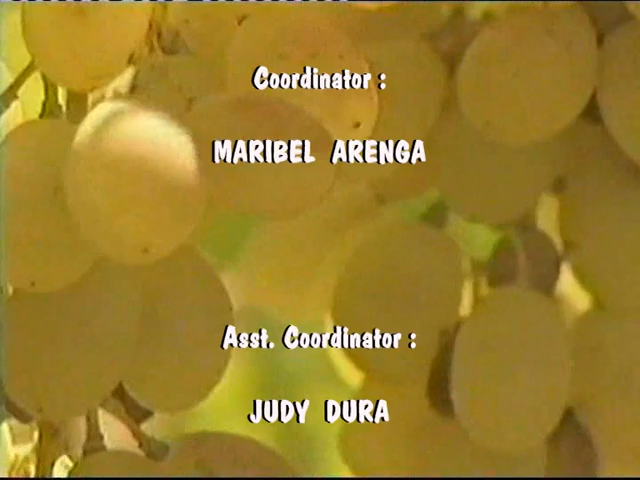 Coordinator :
MARIBEL ARENGA
Asst. Coordinator :
JUDY DURA